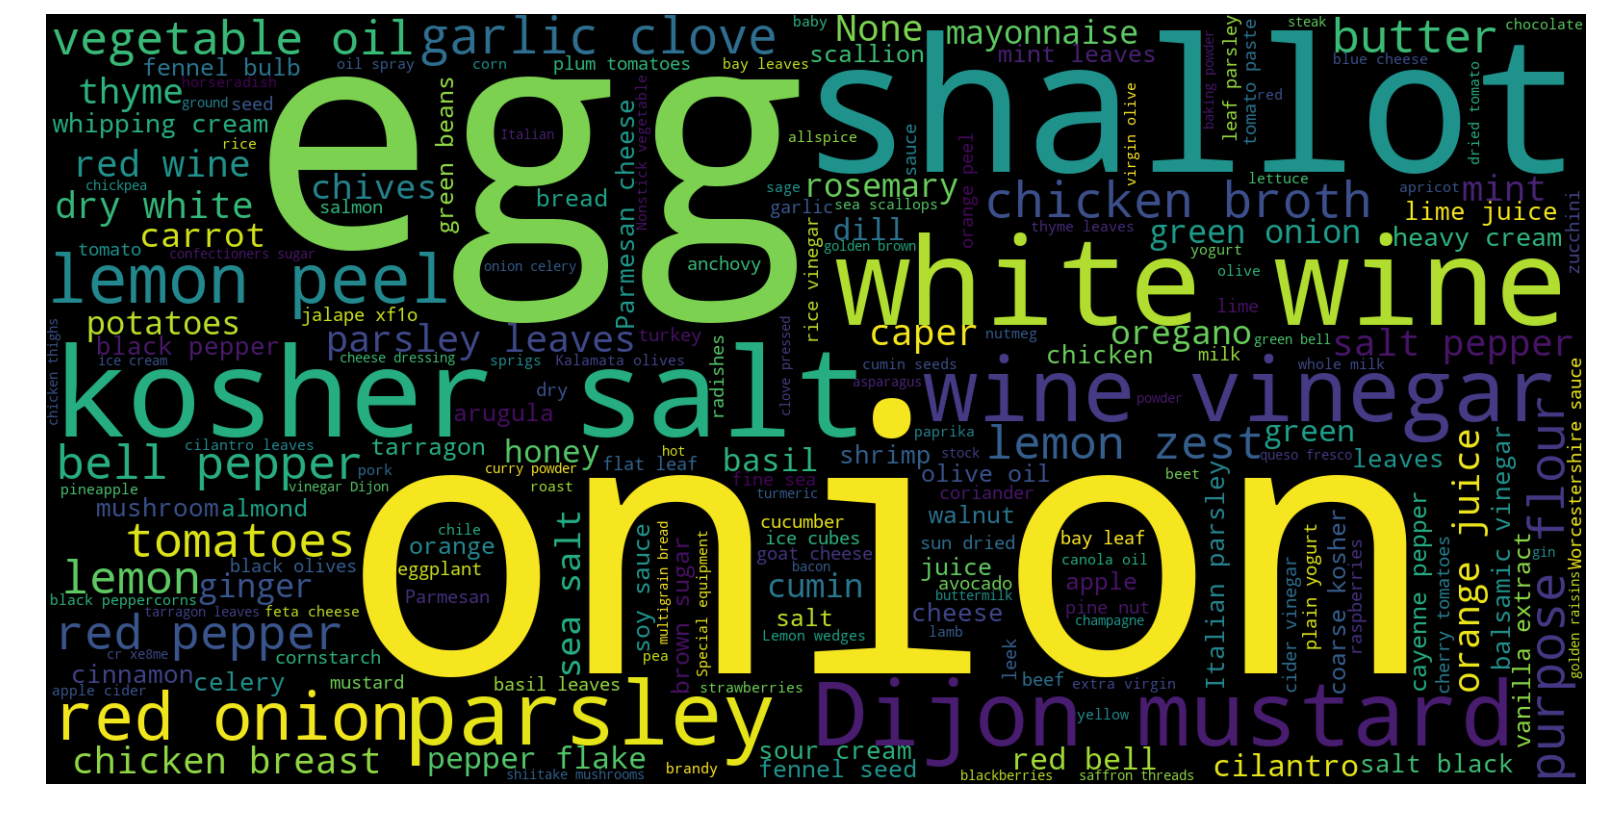 vegetable oil
garlic clove
baby
None
mayonnaise
steak
butter
chocolate
fennel bulb
oil spray
corn
plum tomatoes
bay leaves
scallion
mint leaves
baking powder
leaf parsley
tomato paste
blue cheese
thyme
horseradish
ground
seed
egg
shallot
red
dried tomato
whipping cream
rice
Italian
green beans
Parmesan cheese
Nonstick vegetable
allspice
sauce
virgin olive
red wine
chickpea
chives
salmon
bread
sage
rosemary
garlic
sea scallops
orange peel
chicken broth
lettuce
apricot
mint
dry white
carrot
dill
golden brown
thyme leaves
green onion
lime juice
heavy cream
zucchini
tomato
confectioners sugar
onion celery
anchovy
rice vinegar
white wine
yogurt
olive
lime
lemon peel
jalape xf1o
potatoes
parsley leaves
turkey
caper
nutmeg
oregano
green bell
salt pepper
black pepper
ice cream
chicken thighs
cheese dressing
sprigs
Kalamata olives
radishes
clove pressed
cumin seeds
chicken
milk
whole milk
kosher salt
dry
arugula
asparagus
wine vinegar
powder
Worcestershire sauce
cilantro leaves
tarragon
honey
hot
basil
paprika
shrimp
stock
lemon zest
green
queso fresco
purpose flour
bell pepper
pork
curry powder
flat leaf
fine sea
olive oil
leaves
pineapple
vinegar Dijon
roast
turmeric
coriander
beet
Italian parsley
orange juice
balsamic vinegar
mushroom
almond
onion
chile
cucumber
walnut
bay leaf
cayenne pepper
tomatoes
orange
sea salt
soy sauce
multigrain bread
Special equipment
ice cubes
sun dried
canola oil
black olives
eggplant
goat cheese
juice
gin
lemon
ginger
Parmesan
brown sugar
bacon
cumin
avocado
buttermilk
apple
cider vinegar
plain yogurt
coarse kosher
raspberries
cherry tomatoes
vanilla extract
golden raisins
black peppercorns
tarragon leaves
feta cheese
salt
cheese
pine nut
champagne
red pepper
cr xe8me
cornstarch
pea
Lemon wedges
lamb
leek
cinnamon
apple cider
celery
mustard
basil leaves
strawberries
beef
extra virgin
red onion
parsley
Dijon mustard
yellow
chicken breast
pepper flake
shiitake mushrooms
brandy
sour cream
fennel seed
blackberries
red bell
saffron threads
cilantro
salt black